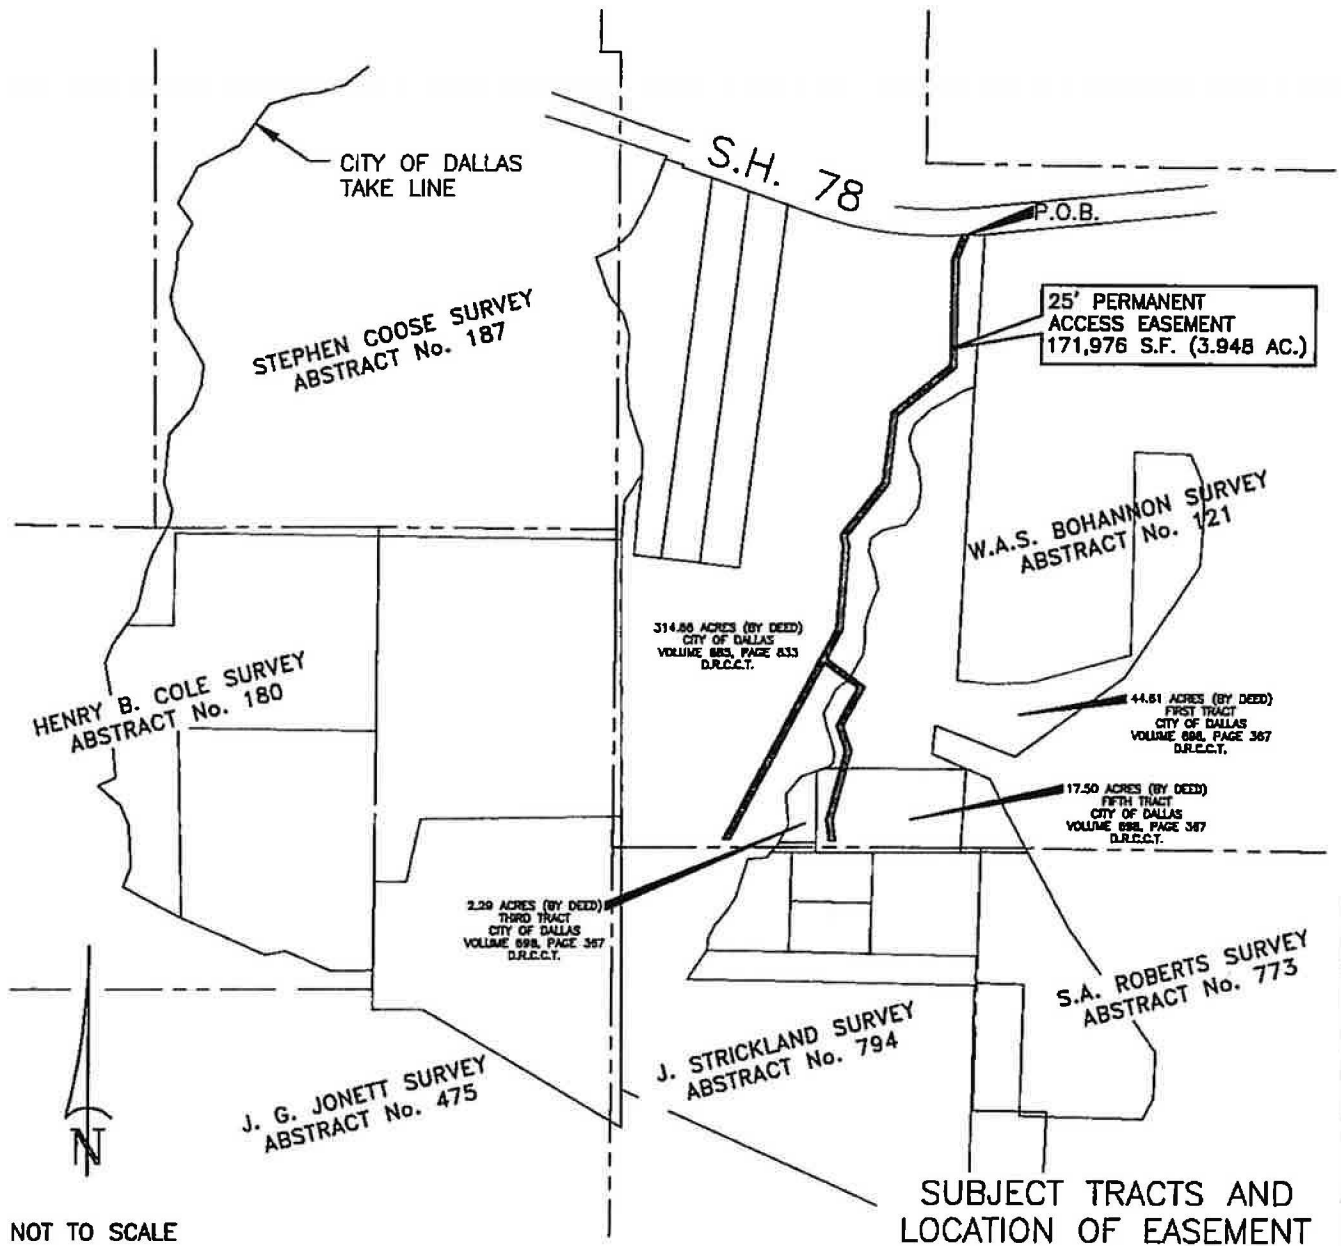 CITY OF DALLAS
TAKE LINE
S.H. 78
P.O.B.
25' PERMANENT
ACCESS EASEMENT
171,976 S.F. (3.948 AC.)
STEPHEN COOSE SURVEY
ABSTRACT No. 187
W.A.S. BOHANNON SURVEY
ABSTRACT No. 121
314.88 ACRES (BY DEED)
CITY OF DALLAS
VOLUME 685, PAGE 833
D.R.C.C.T.
HENRY B. COLE SURVEY
ABSTRACT No. 180
44.61 ACRES (BY DEED)
FIRST TRACT
CITY OF DALLAS
VOLUME 698, PAGE 367
D.R.C.C.T.
17.50 ACRES (BY DEED)
FIFTH TRACT
CITY OF DALLAS
VOLUME 698, PAGE 367
D.R.C.C.T.
2.29 ACRES (BY DEED)
THIRD TRACT
CITY OF DALLAS
VOLUME 698, PAGE 367
D.R.C.C.T.
S.A. ROBERTS SURVEY
ABSTRACT No. 773
J. STRICKLAND SURVEY
ABSTRACT No. 794
J. G. JONETT SURVEY
ABSTRACT No. 475
N
SUBJECT TRACTS AND
LOCATION OF EASEMENT
NOT TO SCALE